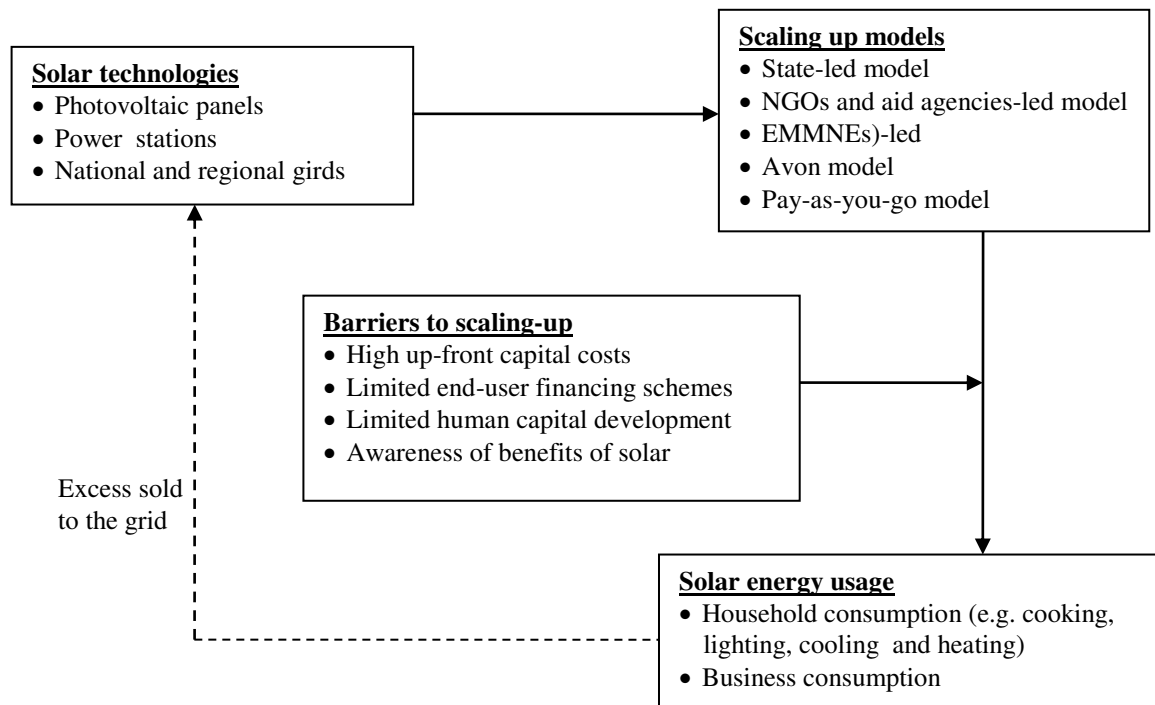 Solar technologies
• Photovoltaic panels
• Power stations
• National and regional girds
Scaling up models
• State-led model
• NGOs and aid agencies-led model
• EMMNEs)-led
• Avon model
• Pay-as-you-go model
Barriers to scaling-up
• High up-front capital costs
• Limited end-user financing schemes
• Limited human capital development
• Awareness of benefits of solar
Excess sold
to the grid
Solar energy usage
• Household consumption (e.g. cooking,
lighting, cooling and heating)
• Business consumption